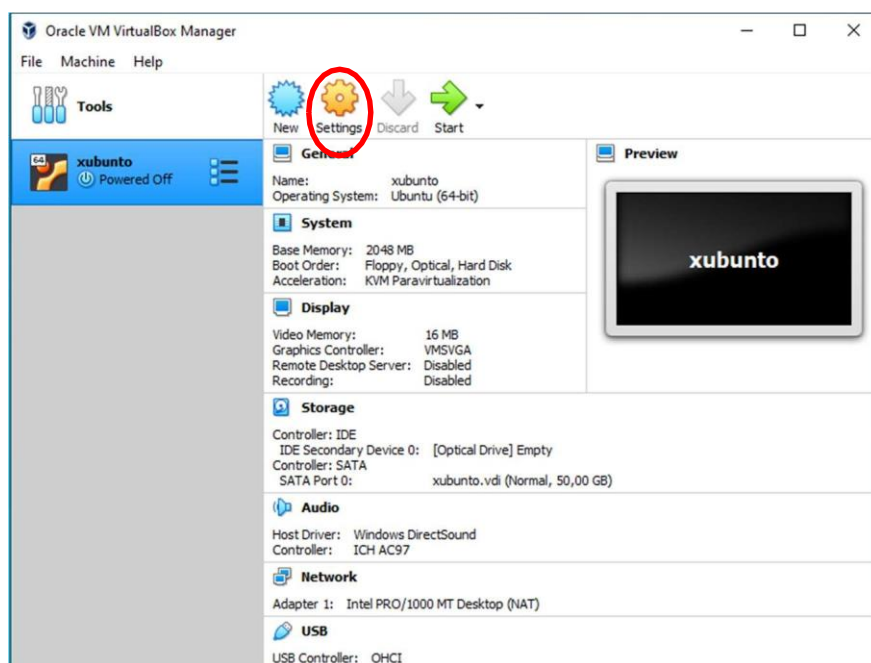 Oracle VM VirtualBox Manager
File Machine Help
Tools
New Settings Discard Start
64
xubunto
Powered Off
General
Name: xubunto
Operating System: Ubuntu (64-bit)
System
Base Memory: 2048 MB
Boot Order: Floppy, Optical, Hard Disk
Acceleration: KVM Paravirtualization
Display
Video Memory: 16 MB
Graphics Controller: VMSVGA
Remote Desktop Server: Disabled
Recording: Disabled
Storage
Controller: IDE
IDE Secondary Device 0: [Optical Drive] Empty
Controller: SATA
SATA Port 0: xubunto.vdi (Normal, 50,00 GB)
Audio
Host Driver: Windows DirectSound
Controller: ICH AC97
Network
Adapter 1: Intel PRO/1000 MT Desktop (NAT)
USB
USB Controller: OHCI
Preview
xubunto